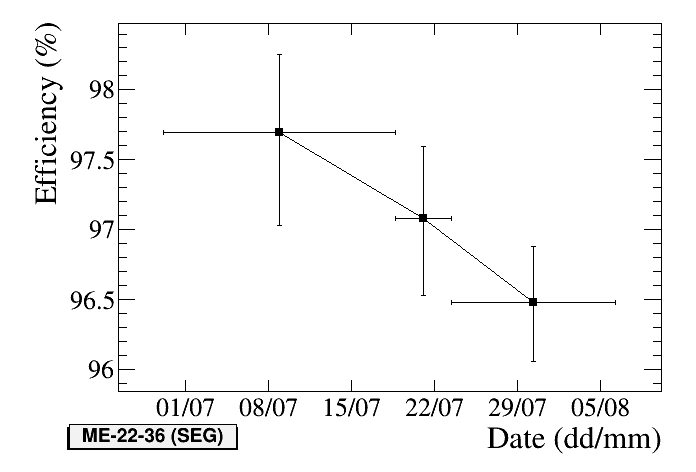 Efficiency (%)
98
97.5
97
96.5
96
01/07 08/07 15/07 22/07 29/07 05/08
ME-22-36 (SEG)
Date (dd/mm)